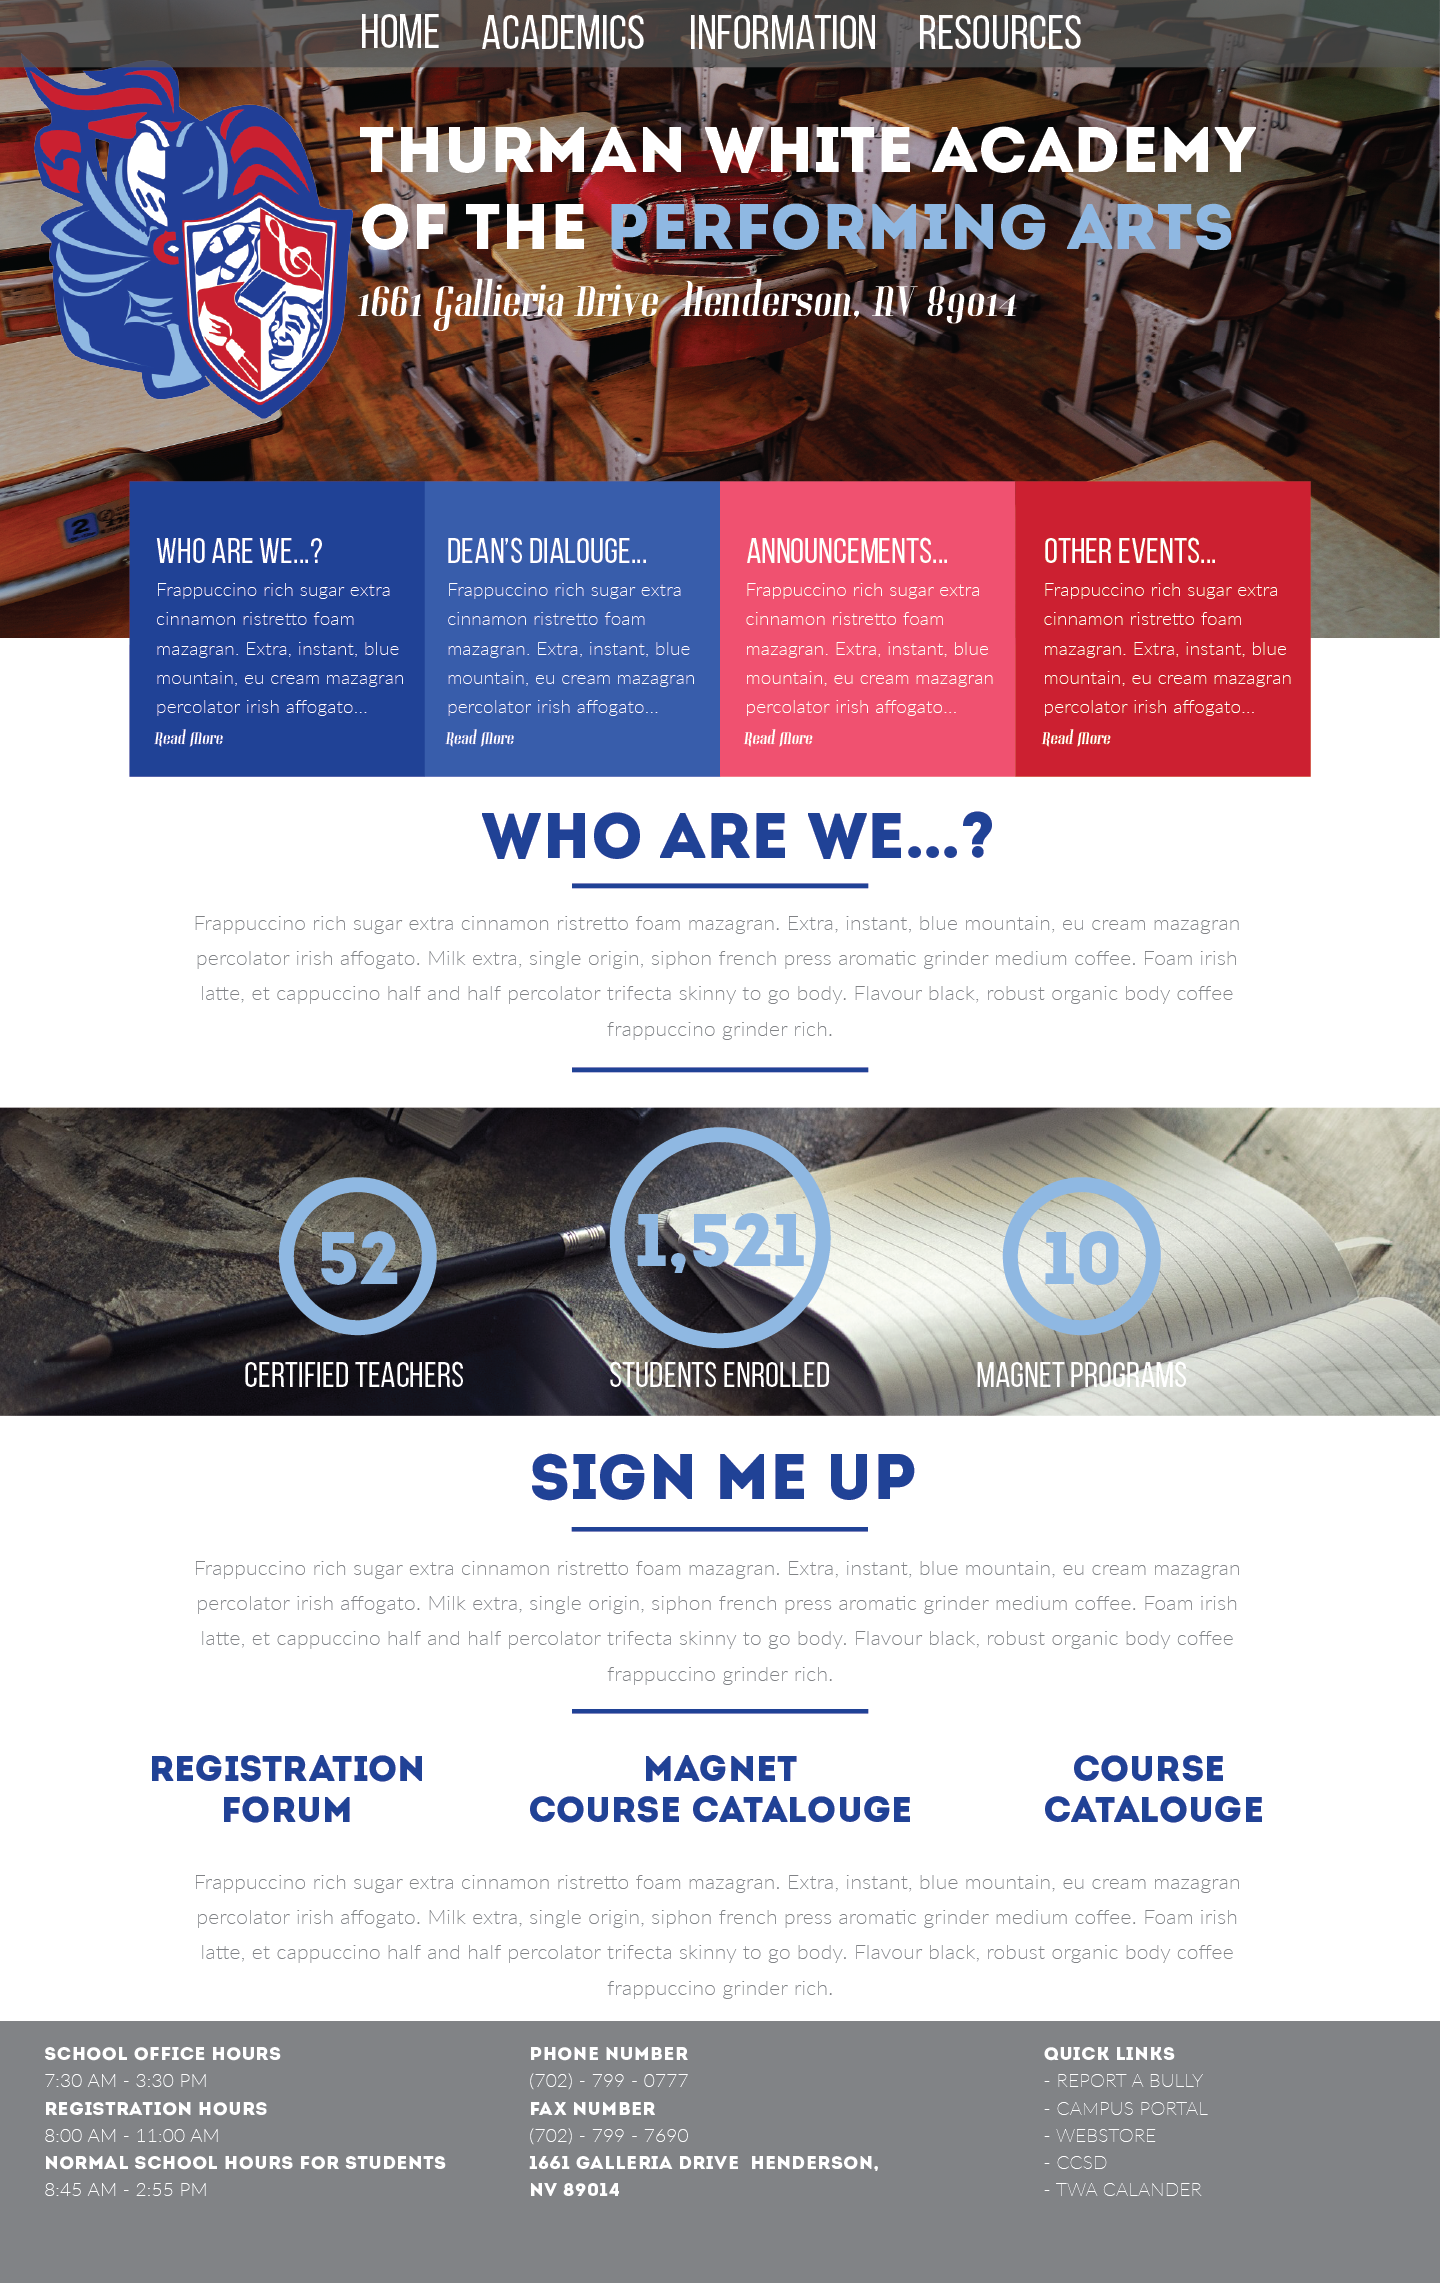 HOME ACADEMICS INFORMATION RESOURCES
THURMAN WHITE ACADEMY
OF THE PERFORMING ARTS
1661 Gallieria Drive Henderson, NV 89014
2
WHO ARE WE...?
Frappuccino rich sugar extra
cinnamon ristretto foam
mazagran. Extra, instant, blue
mountain, eu cream mazagran
percolator irish affogato...
Read More
DEAN'S DIALOUGE...
Frappuccino rich sugar extra
cinnamon ristretto foam
mazagran. Extra, instant, blue
mountain, eu cream mazagran
percolator irish affogato...
Read More
ANNOUNCEMENTS...
Frappuccino rich sugar extra
cinnamon ristretto foam
mazagran. Extra, instant, blue
mountain, eu cream mazagran
percolator irish affogato...
Read More
OTHER EVENTS...
Frappuccino rich sugar extra
cinnamon ristretto foam
mazagran. Extra, instant, blue
mountain, eu cream mazagran
percolator irish affogato...
Read More
WHO ARE WE...?
Frappuccino rich sugar extra cinnamon ristretto foam mazagran. Extra, instant, blue mountain, eu cream mazagran
percolator irish affogato. Milk extra, single origin, siphon french press aromatic grinder medium coffee. Foam irish
latte, et cappuccino half and half percolator trifecta skinny to go body. Flavour black, robust organic body coffee
frappuccino grinder rich.
52
CERTIFIED TEACHERS
1,521
STUDENTS ENROLLED
10
MAGNET PROGRAMS
SIGN ME UP
Frappuccino rich sugar extra cinnamon ristretto foam mazagran. Extra, instant, blue mountain, eu cream mazagran
percolator irish affogato. Milk extra, single origin, siphon french press aromatic grinder medium coffee. Foam irish
latte, et cappuccino half and half percolator trifecta skinny to go body. Flavour black, robust organic body coffee
frappuccino grinder rich.
REGISTRATION
FORUM
MAGNET
COURSE CATALOUGE
COURSE
CATALOUGE
Frappuccino rich sugar extra cinnamon ristretto foam mazagran. Extra, instant, blue mountain, eu cream mazagran
percolator irish affogato. Milk extra, single origin, siphon french press aromatic grinder medium coffee. Foam irish
latte, et cappuccino half and half percolator trifecta skinny to go body. Flavour black, robust organic body coffee
frappuccino grinder rich.
SCHOOL OFFICE HOURS
7:30 AM - 3:30 PM
REGISTRATION HOURS
8:00 AM - 11:00 AM
NORMAL SCHOOL HOURS FOR STUDENTS
8:45 AM - 2:55 PM
PHONE NUMBER
(702) - 799 - 0777
FAX NUMBER
(702) - 799 - 7690
1661 GALLERIA DRIVE HENDERSON,
NV 89014
QUICK LINKS
- REPORT A BULLY
- CAMPUS PORTAL
- WEBSTORE
- CCSD
- TWA CALANDER